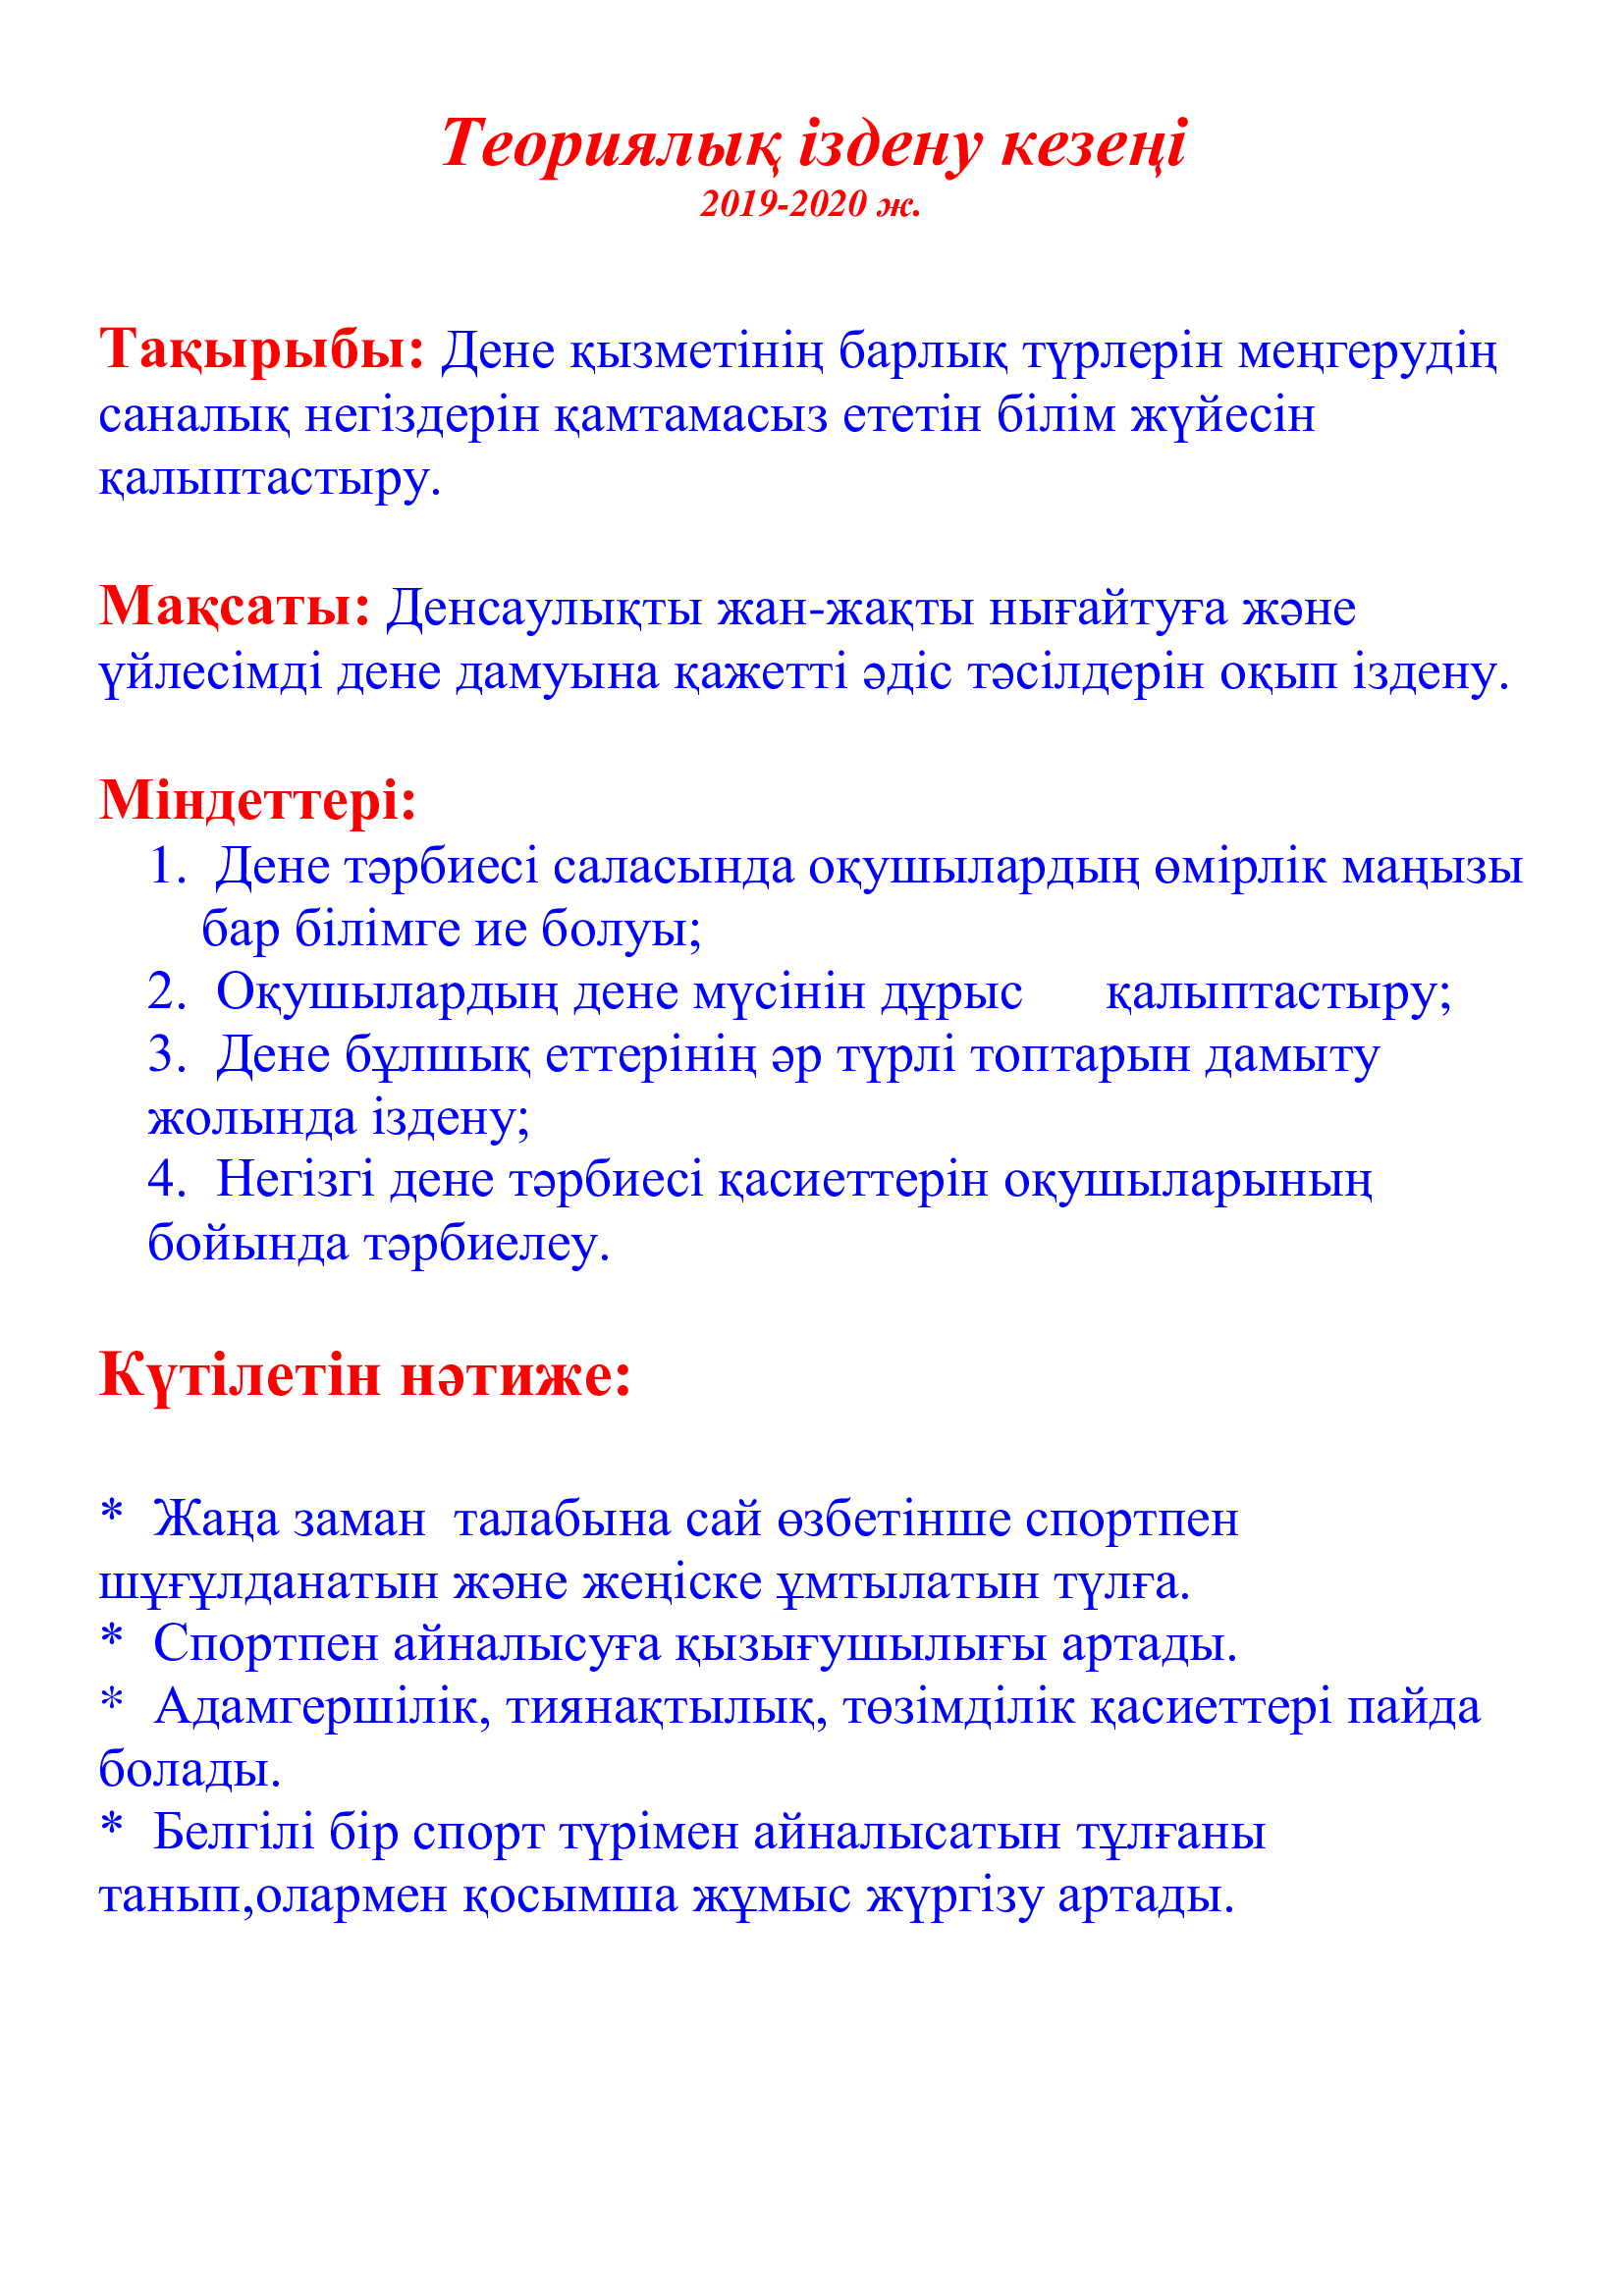 Теориялық іздену кезеңі
2019-2020 ж.
Тақырыбы: Дене қызметінің барлық түрлерін меңгерудің
саналық негіздерін қамтамасыз ететін білім жүйесін
қалыптастыру.
Мақсаты: Денсаулықты жан-жақты нығайтуға және
үйлесімді дене дамуына қажетті әдіс тәсілдерін оқып іздену.
Міндеттері:
1. Дене тәрбиесі саласында оқушылардың өмірлік маңызы
бар білімге ие болуы;
2. Оқушылардың дене мүсінін дұрыс қалыптастыру;
3. Дене бұлшық еттерінің әр түрлі топтарын дамыту
жолында іздену;
4. Негізгі дене тәрбиесі қасиеттерін оқушыларының
бойында тәрбиелеу.
Күтілетін нәтиже:
* Жаңа заман талабына сай өзбетінше спортпен
шұғұлданатын және жеңіске ұмтылатын түлға.
* Спортпен айналысуға қызығушылығы артады.
* Адамгершілік, тиянақтылық, төзімділік қасиеттері пайда
болады.
* Белгілі бір спорт түрімен айналысатын тұлғаны
танып,олармен қосымша жұмыс жүргізу артады.